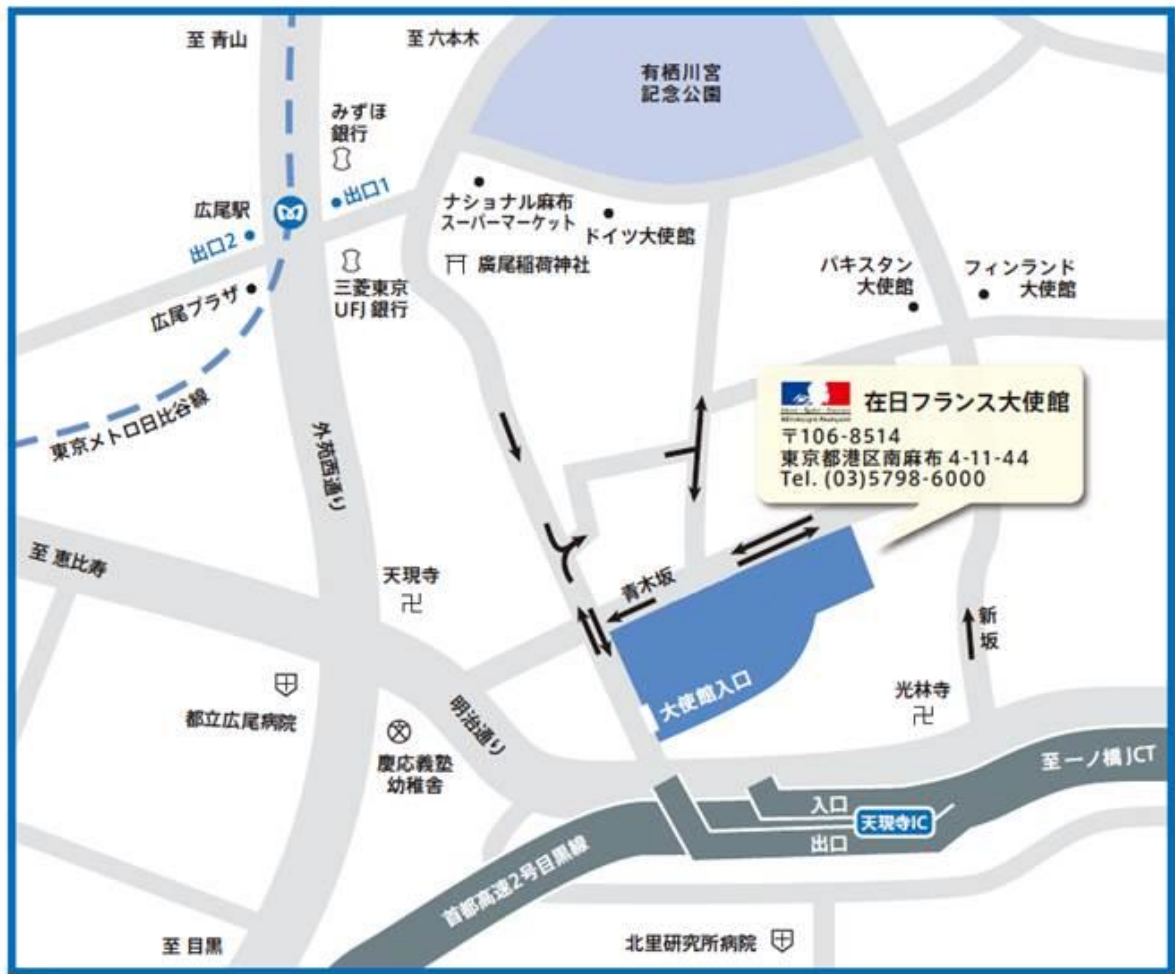 至 青山
至 六本木
有栖川宮
記念公園
みずほ
銀行
出口1
広尾駅
出口2
ナショナル麻布
スーパーマーケット
ドイツ大使館
廣尾稲荷神社
三菱東京
UFJ 銀行
広尾プラザ
パキスタン
大使館
フィンランド
大使館
東京メトロ日比谷線
外苑西通り
在日フランス大使館
〒106-8514
東京都港区南麻布 4-11-44
Tel. (03)5798-6000
至 恵比寿
天現寺
卍
青木坂
新坂
大使館入口
光林寺
卍
都立広尾病院
明治通り
慶応義塾
幼稚舎
至 一ノ橋 JCT
入口
天現寺IC
出口
首都高速2号目黒線
至 目黒
北里研究所病院